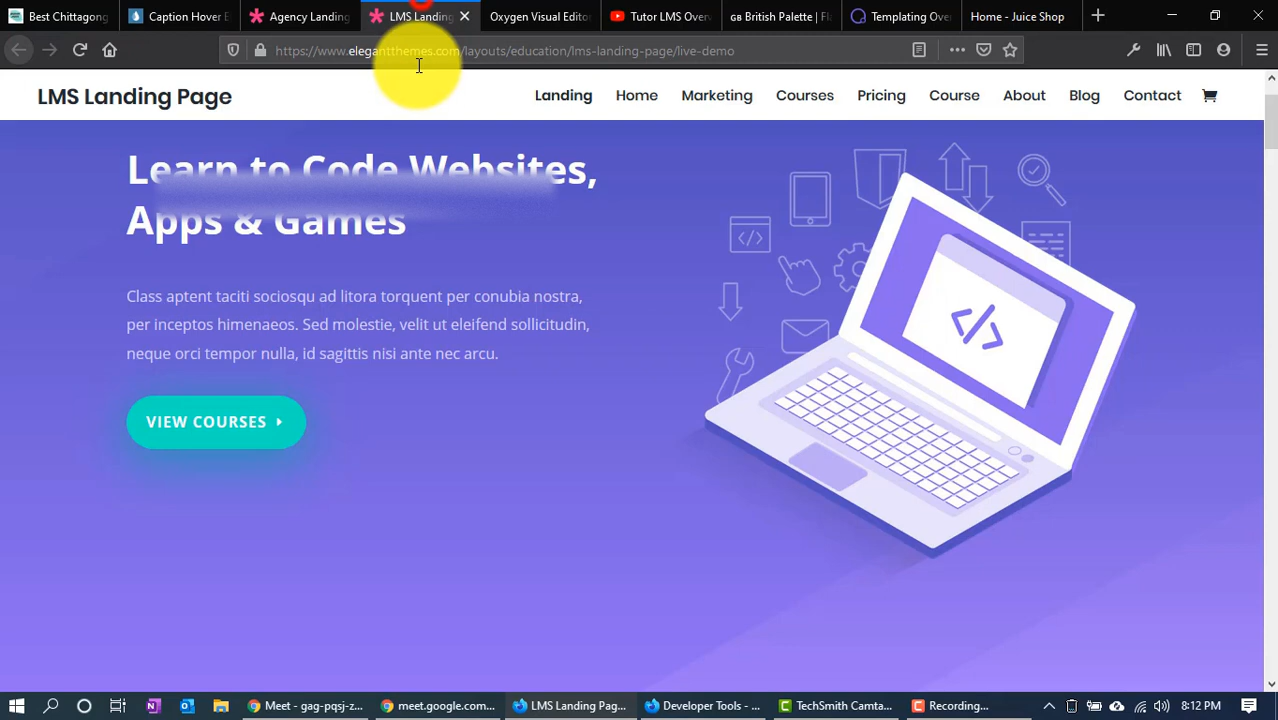 Best Chittagong
Caption Hover E
Agency Landing
LMS Landing
Oxygen Visual Edito
Tutor LMS Over
GB British Palette | Fla
Templating Ove
Home - Juice Shop
https://www.elegantthemes.com/layouts/education/lms-landing-page/live-demo
LMS Landing Page
Landing
Home
Marketing
Courses
Pricing
Course
About
Blog
Contact
Learn to Code Websites,
Apps & Games
Class aptent taciti sociosqu ad litora torquent per conubia nostra,
per inceptos himenaeos. Sed molestie, velit ut eleifend sollicitudin,
neque orci tempor nulla, id sagittis nisi ante nec arcu.
VIEW COURSES
</>
</>
Meet - gag-pqsj-z...
meet.google.com...
LMS Landing Pag...
Developer Tools - ...
TechSmith Camta...
Recording...
8:12 PM